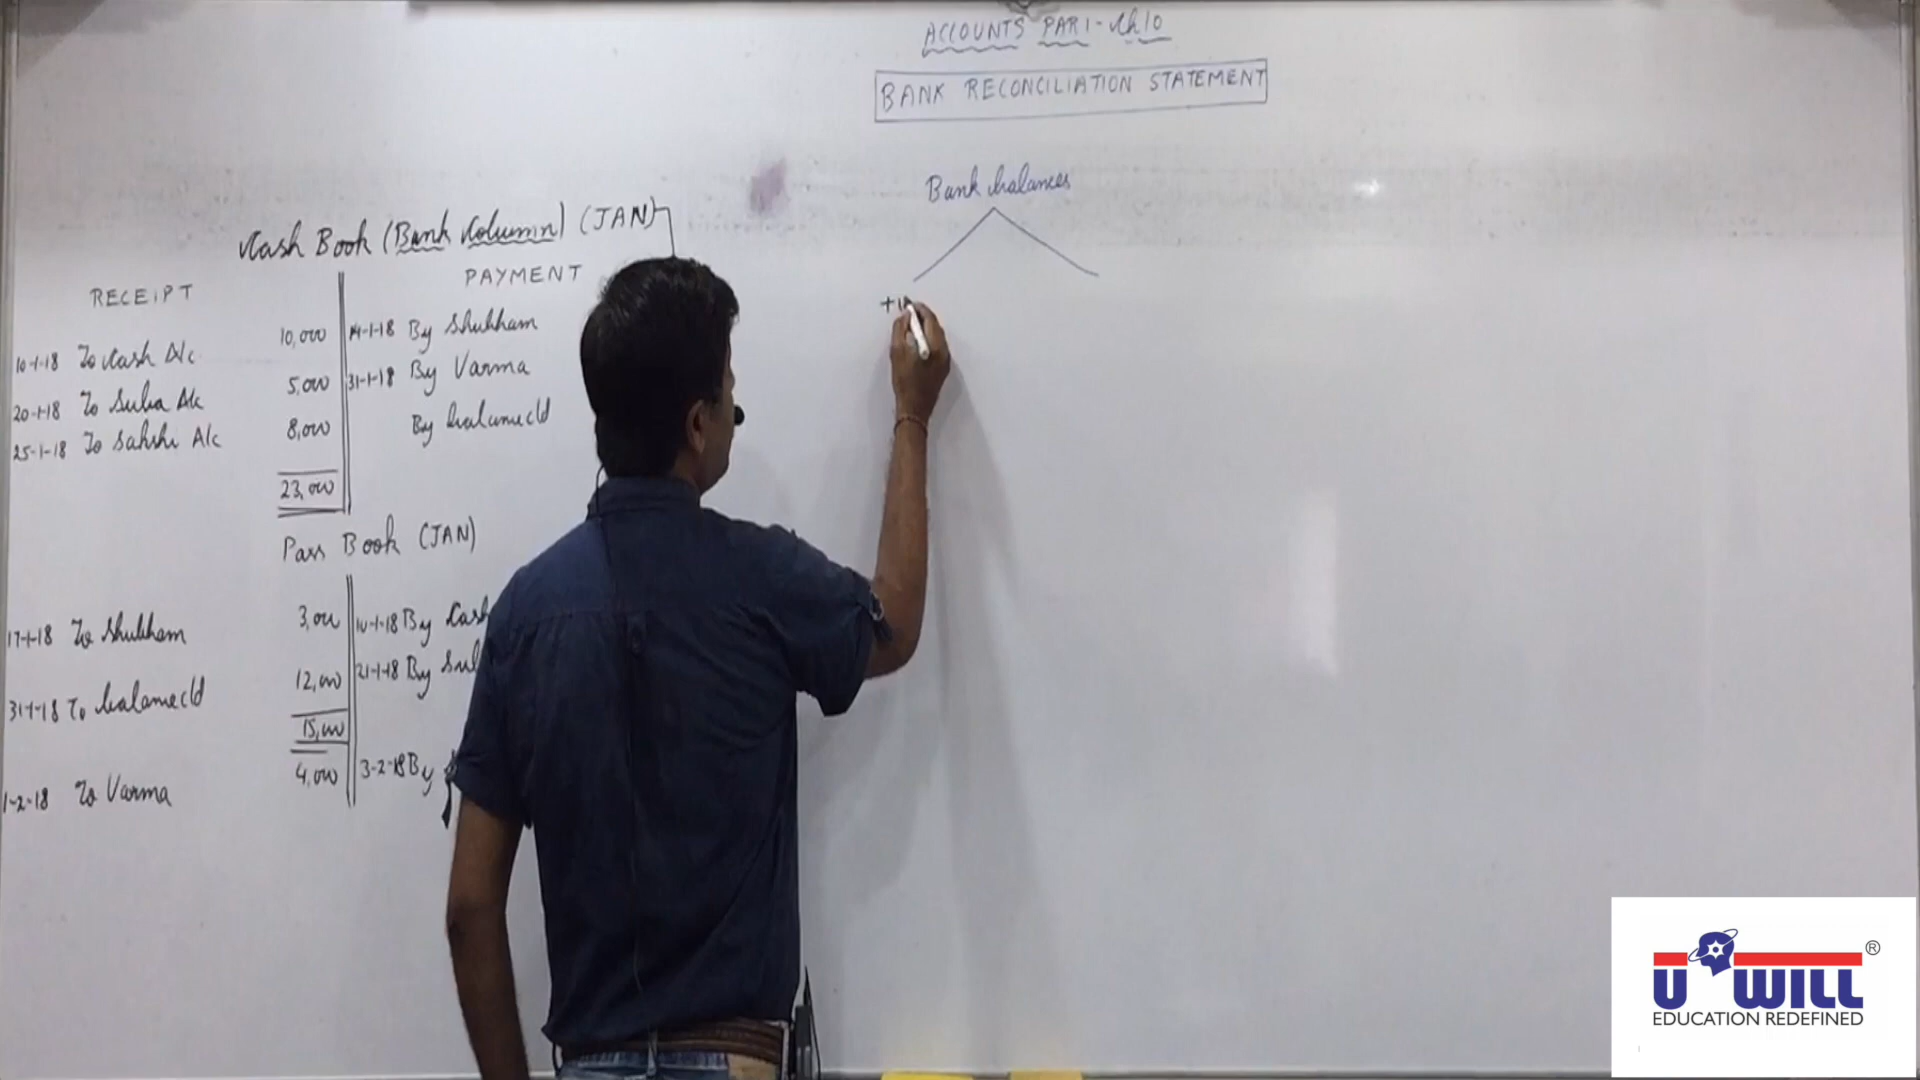 ACCOUNTS PART-Ch10
BANK RECONCILIATION STATEMENT
Bank balances
Cash Book (Bank Column) (JAN)
RECEIPT
PAYMENT
10-1-18 To Cash A/c 10,000
14-1-18 By Shubham
20-1-18 To Suba A/c 5,000
31-1-18 By Varma
25-1-18 To Sakshi A/c 8,000
By balance c/d
23,000
Pass Book (JAN)
17-1-18 To Shubham 3,000
10-1-18 By Cash
31-1-18 To balance c/d 12,000
21-1-18 By
15,000
1-2-18 To Varma 4,000
3-2-18 By
U WILL ®
EDUCATION REDEFINED